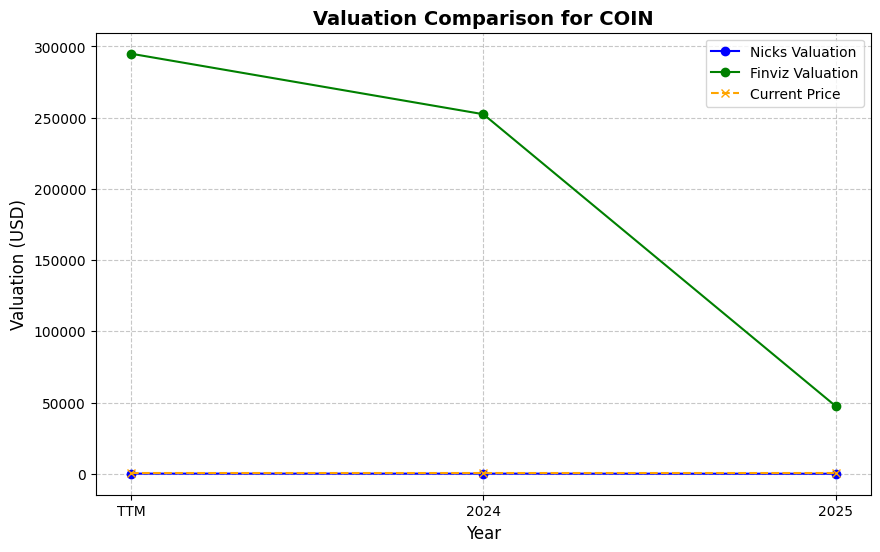 Valuation Comparison for COIN
Nicks Valuation
Finviz Valuation
Current Price
Valuation (USD)
300000
250000
200000
150000
100000
50000
0
TTM
2024
2025
Year